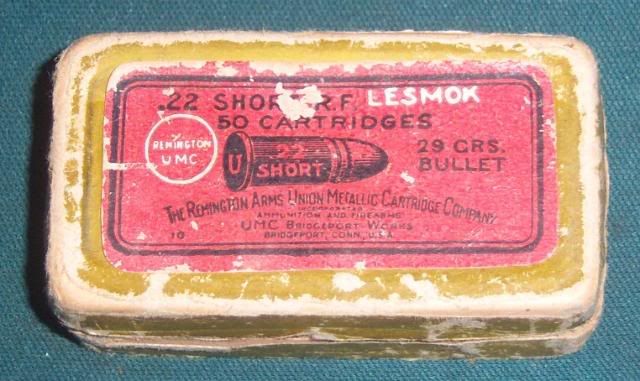 .22 SHORT R.F. LESMOK
50 CARTRIDGES
REMINGTON
UMC
U
.22
SHORT
29 GRS.
BULLET
THE REMINGTON ARMS UNION METALLIC CARTRIDGE COMPANY
INCORPORATED
AMMUNITION AND FIREARMS
UMC BRIDGEPORT WORKS
BRIDGEPORT, CONN., U.S.A.
10